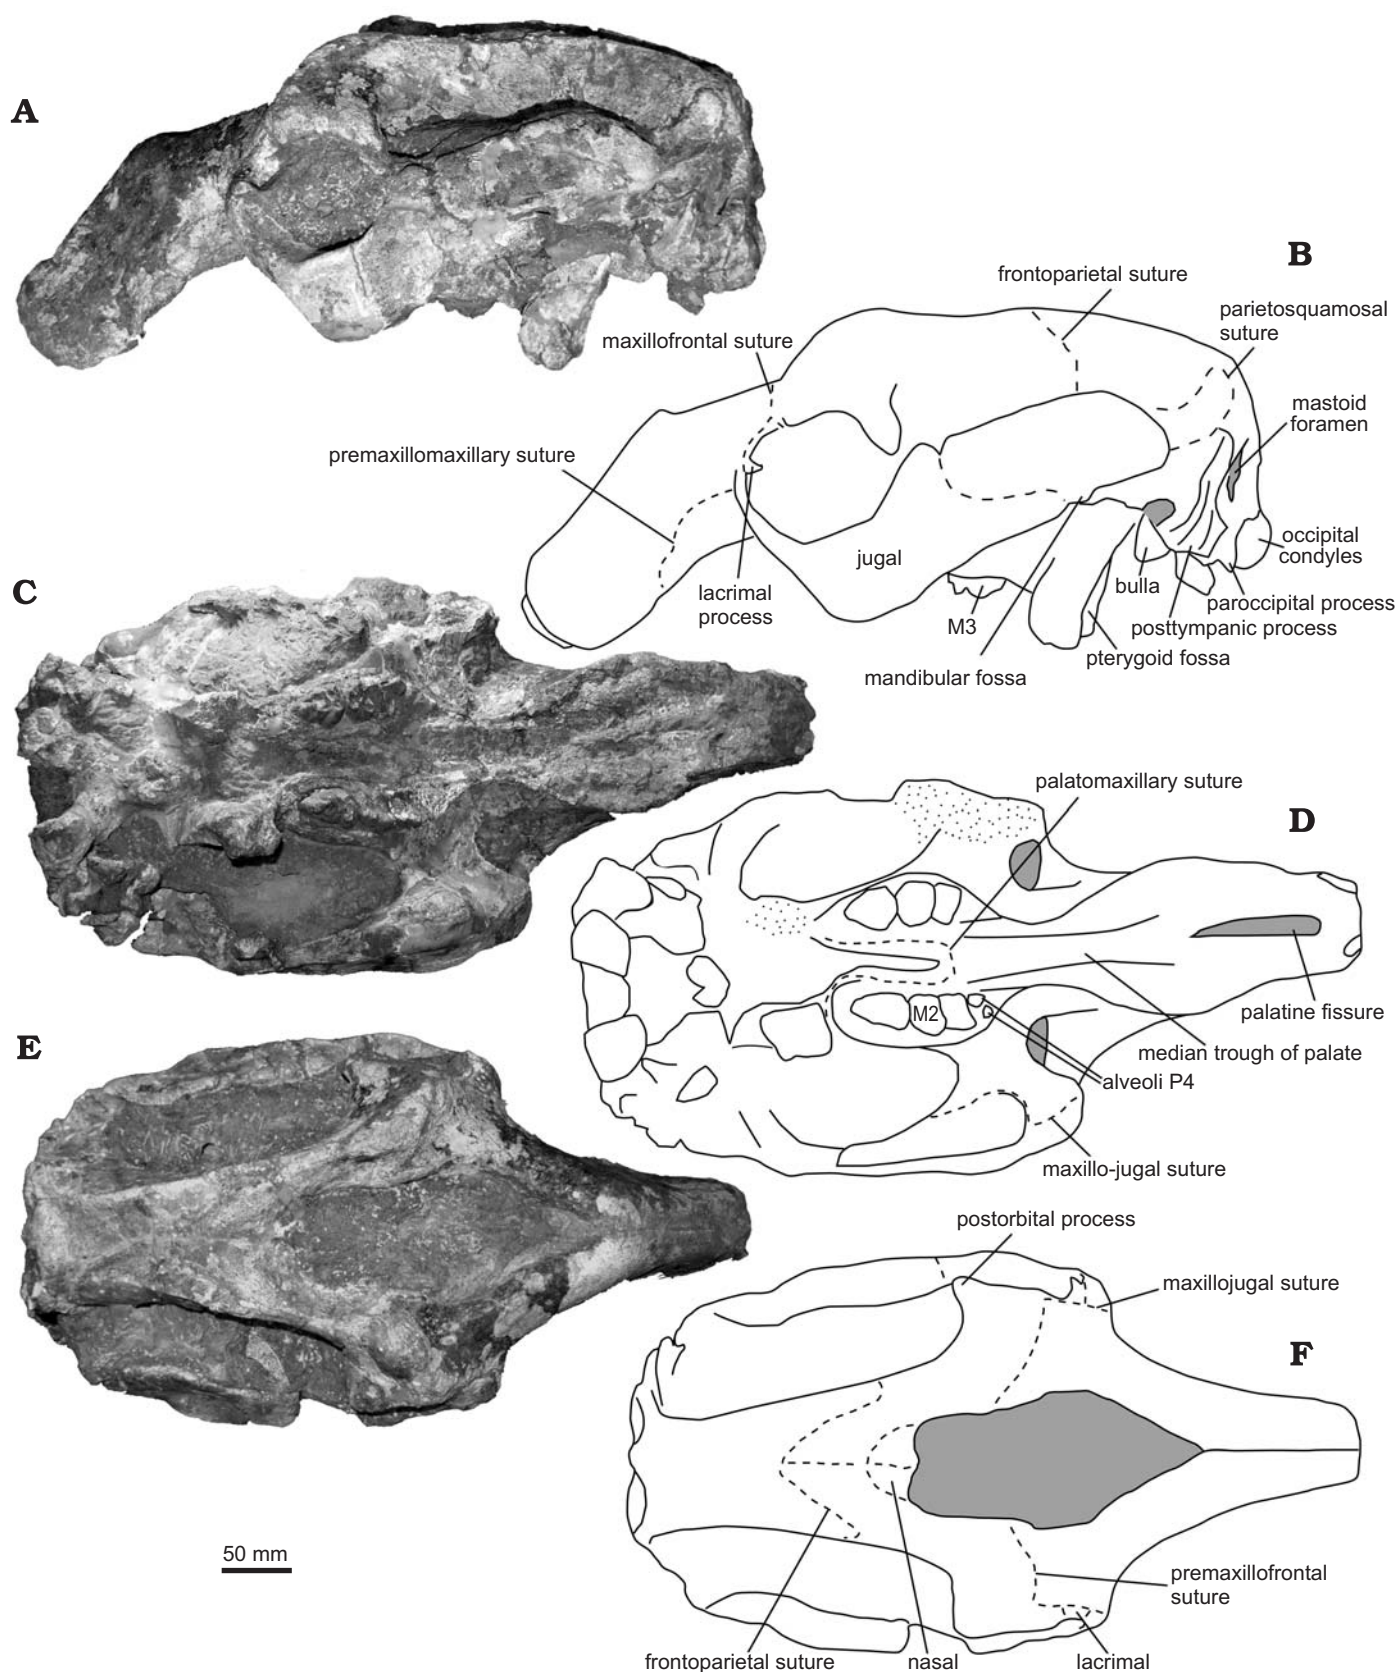 A
B
frontoparietal suture
parietosquamosal
suture
maxillofrontal suture
mastoid
foramen
premaxillomaxillary suture
occipital
condyles
jugal
bulla
C
lacrimal
process
paroccipital process
M3
posttympanic process
pterygoid fossa
mandibular fossa
palatomaxillary suture
D
M2
palatine fissure
E
median trough of palate
alveoli P4
maxillo-jugal suture
postorbital process
maxillojugal suture
F
50 mm
premaxillofrontal
suture
frontoparietal suture
nasal
lacrimal